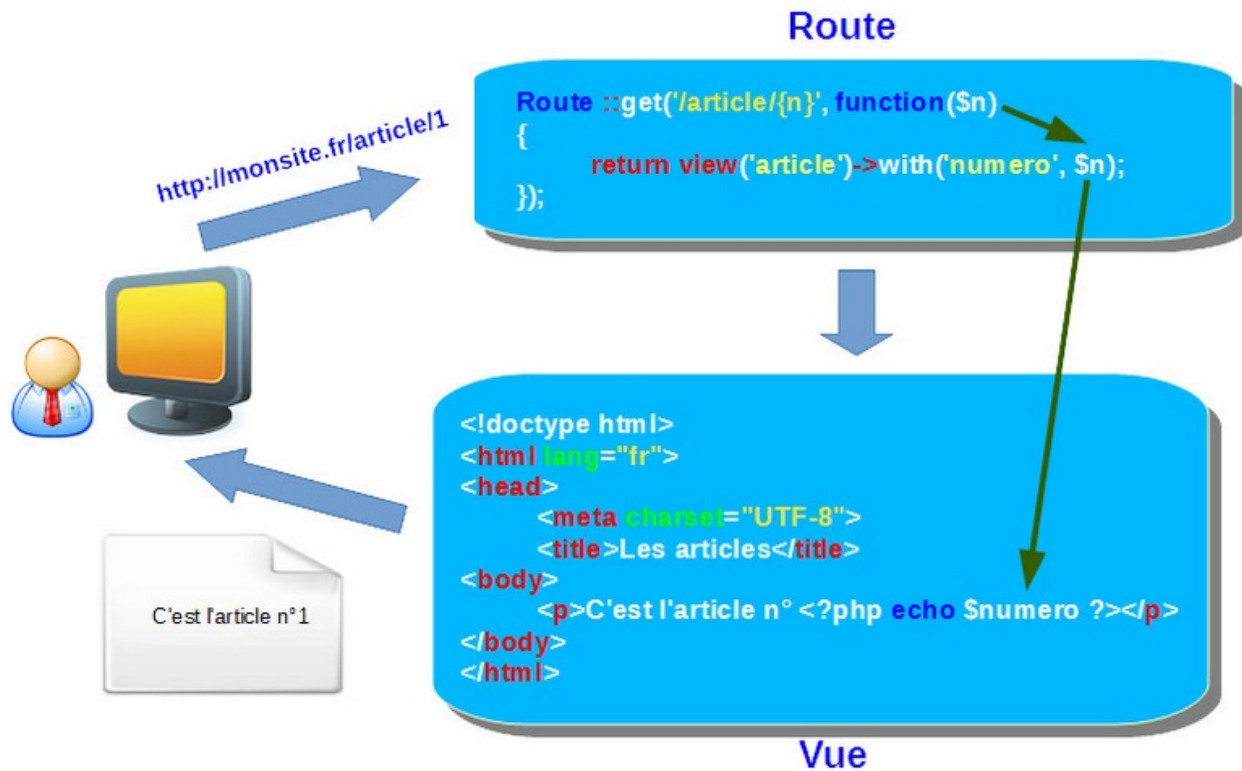 Route
http://monsite.fr/article/1
Route ::get('/article/{n}', function($n)
{
return view('article')->with('numero', $n);
});
<!doctype html>
<html lang="fr">
<head>
<meta charset="UTF-8">
<title>Les articles</title>
<body>
<p>C'est l'article n° <?php echo $numero ?></p>
</body>
</html>
C'est l'article n°1
Vue